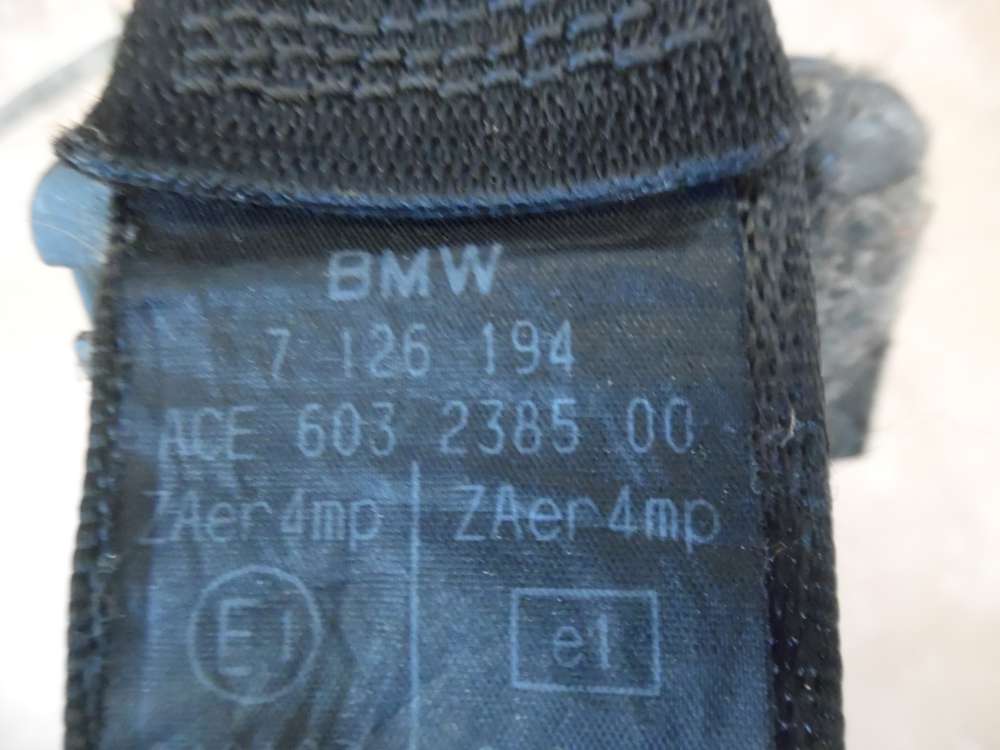 BMW
7 126 194
ACE 603 2385 00
ZAer4mp ZAer4mp
E1 e1